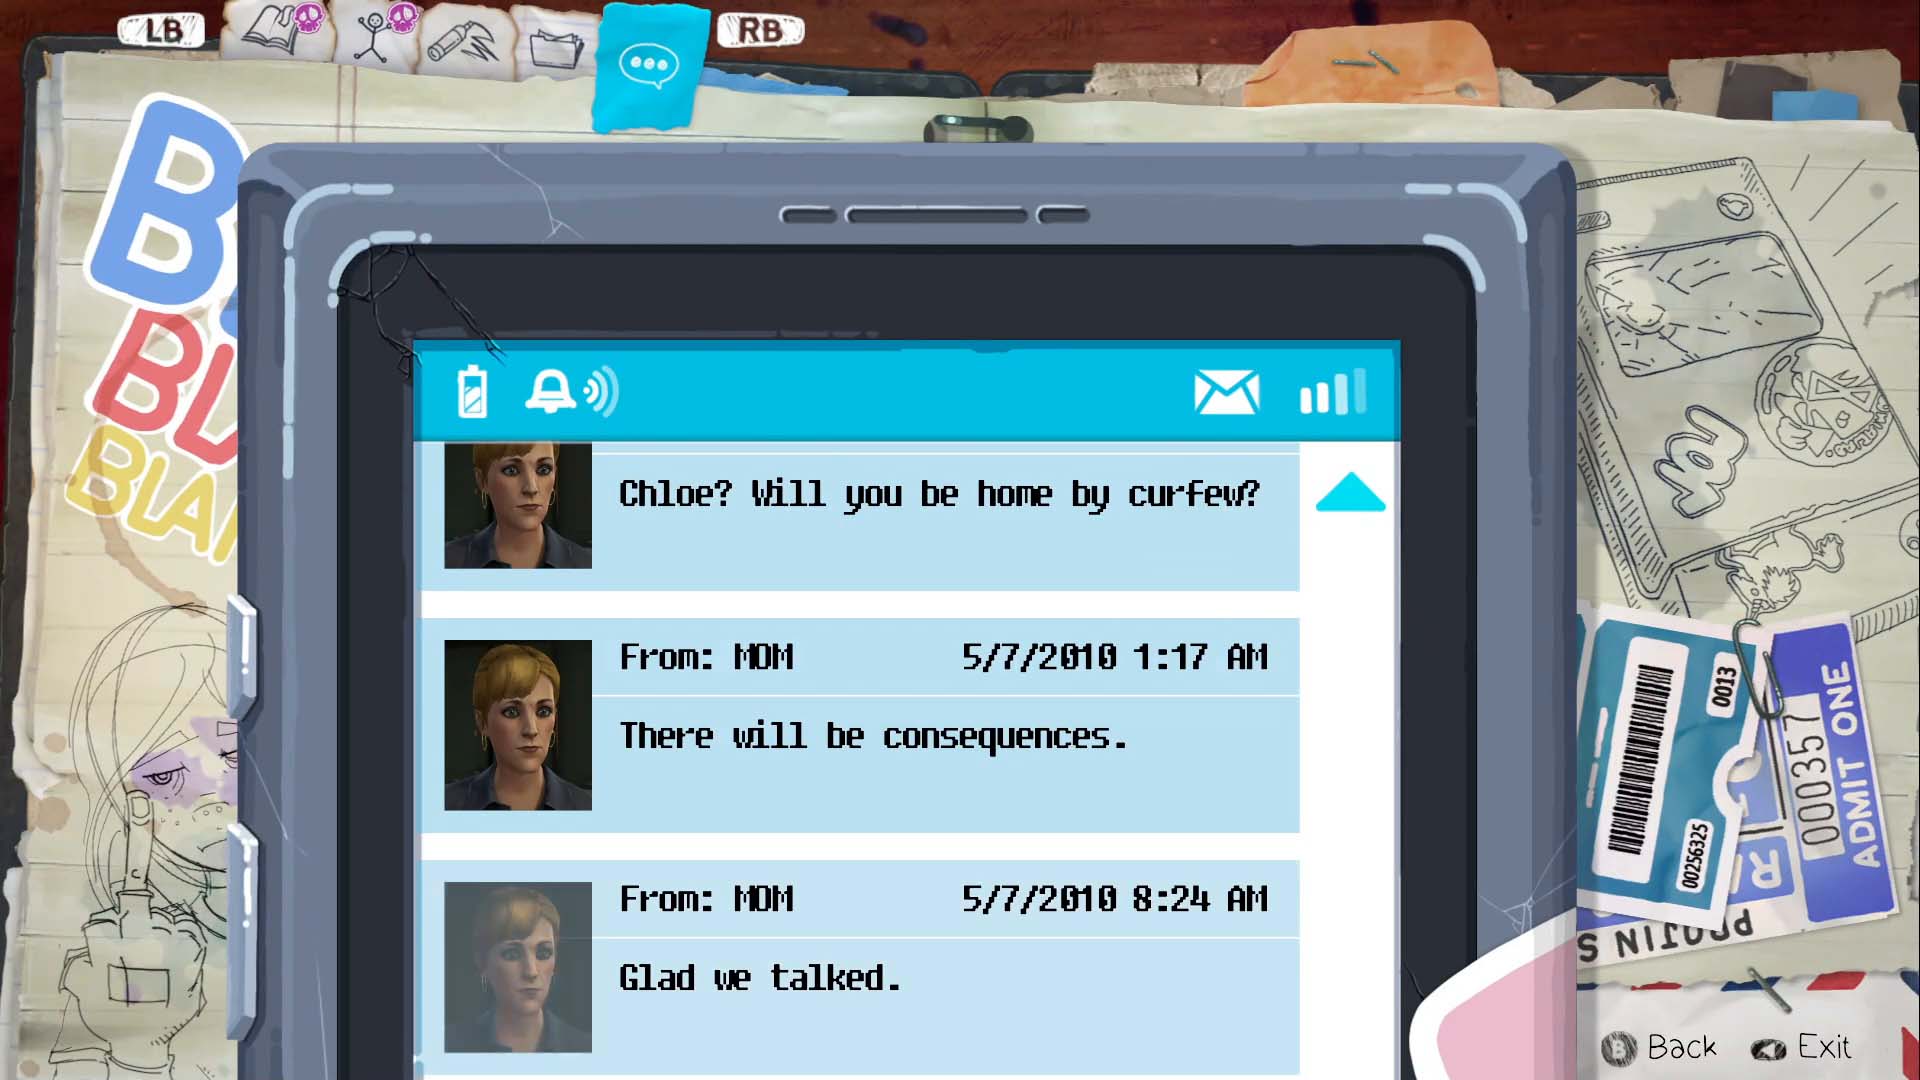 LB
RB
Chloe? Will you be home by curfew?
From: MOM 5/7/2010 1:17 AM
There will be consequences.
From: MOM 5/7/2010 8:24 AM
Glad we talked.
0013
00256325
000357
ADMIT ONE
B Back
Exit